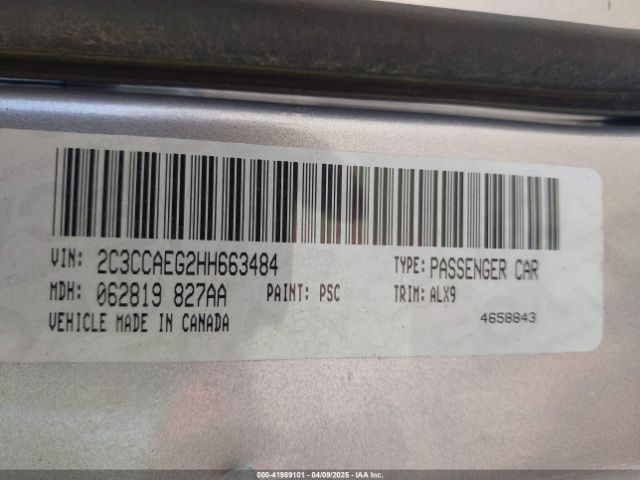 VIN: 2C3CCAEG2HH663484 TYPE: PASSENGER CAR
MDH: 062819 827AA PAINT: PSC TRIM: ALX9
VEHICLE MADE IN CANADA
4658843
000-41989101 - 04/09/2025 - IAA Inc.